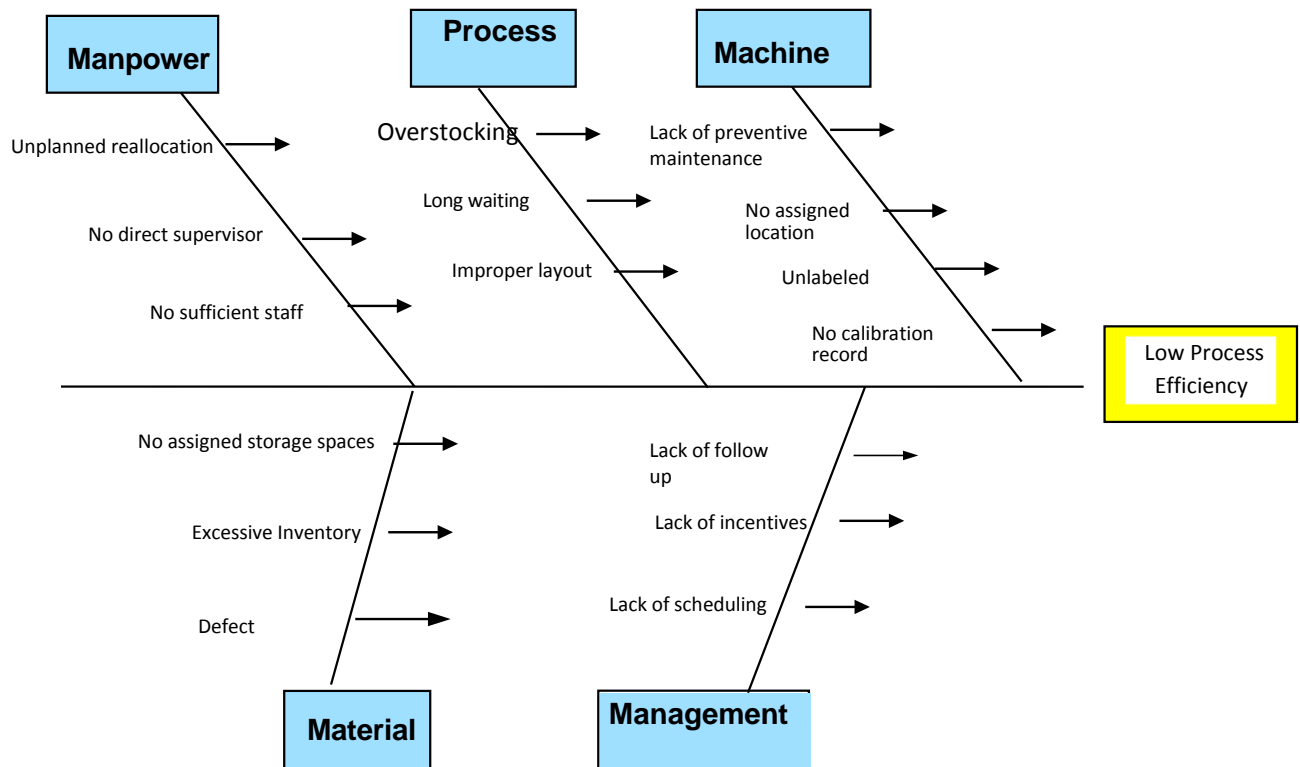 Manpower
Process
Machine
Unplanned reallocation
No direct supervisor
No sufficient staff
Overstocking
Long waiting
Improper layout
Lack of preventive
maintenance
No assigned
location
Unlabeled
No calibration
record
Low Process
Efficiency
No assigned storage spaces
Excessive Inventory
Defect
Lack of follow
up
Lack of incentives
Lack of scheduling
Material
Management